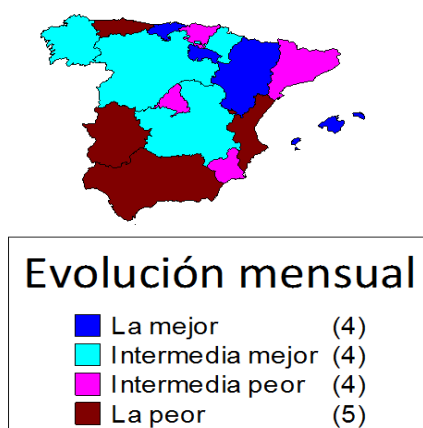 Evolución mensual
La mejor (4)
Intermedia mejor (4)
Intermedia peor (4)
La peor (5)